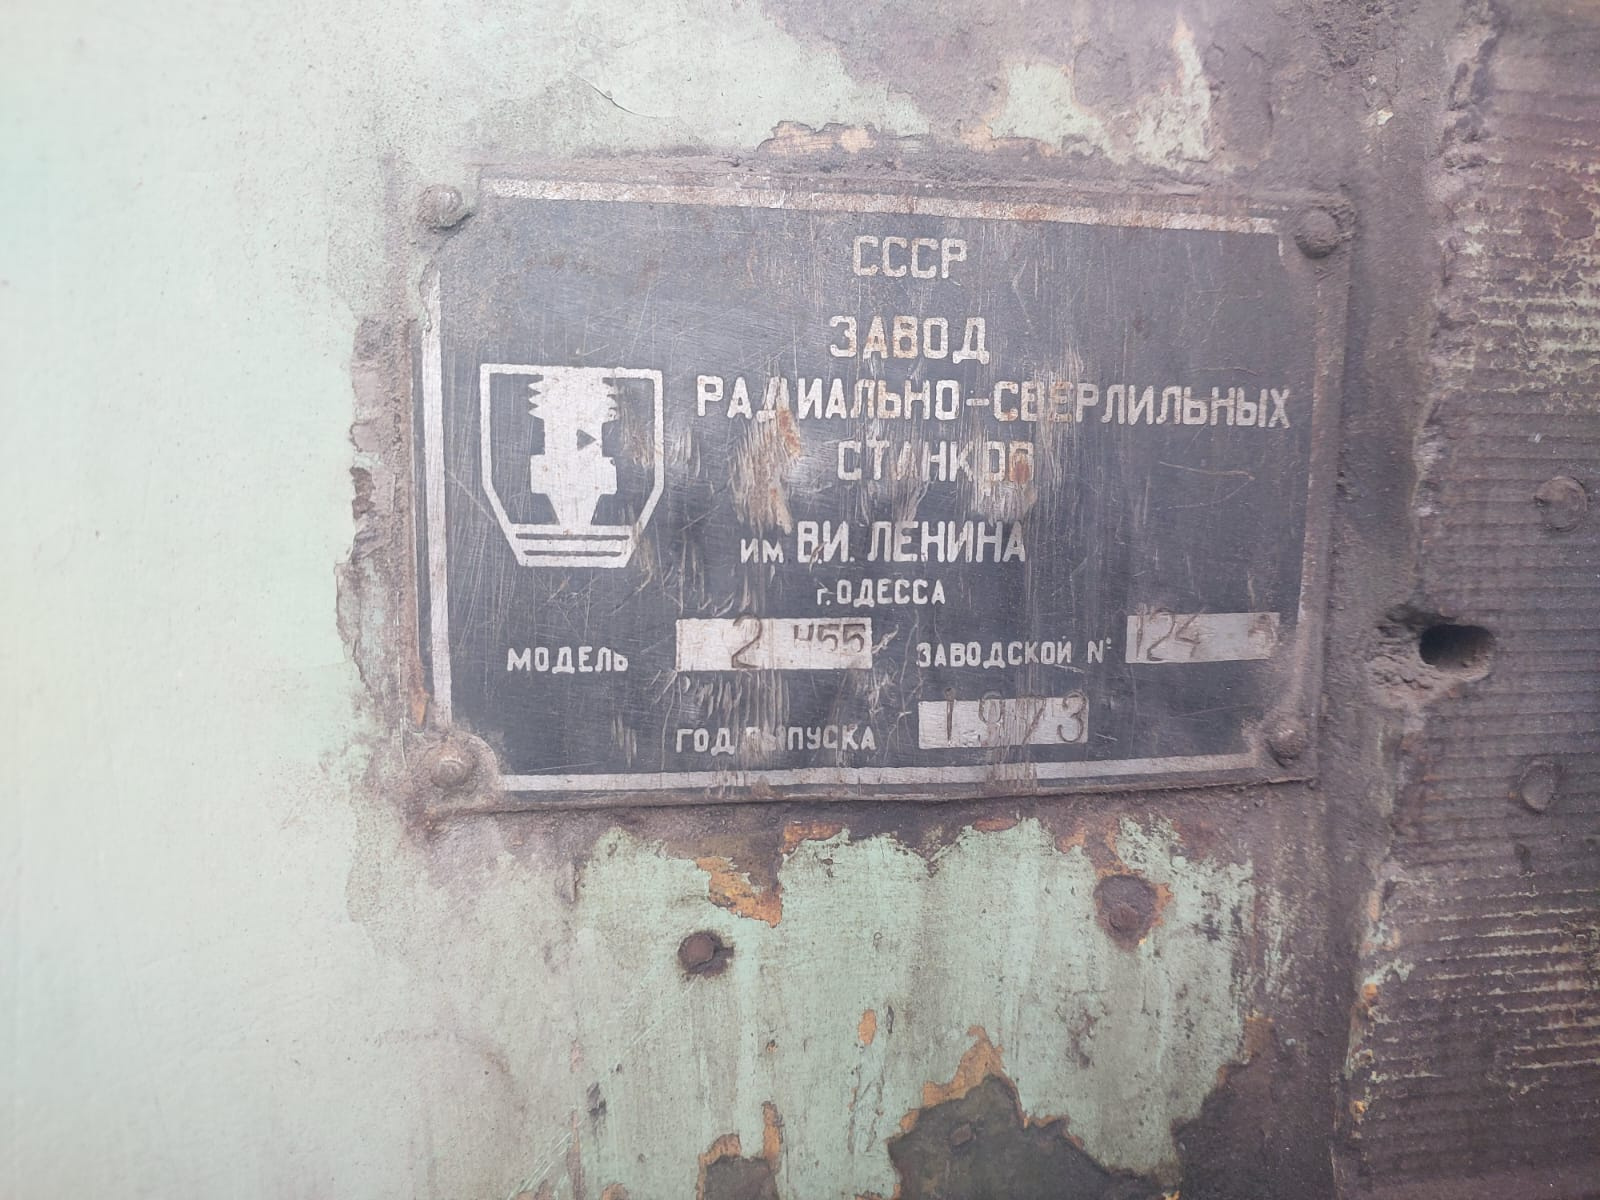 СССР
ЗАВОД
РАДИАЛЬНО-СВЕРЛИЛЬНЫХ
СТАНКОВ
им. В.И. ЛЕНИНА
г. ОДЕССА
МОДЕЛЬ 2 455 ЗАВОДСКОЙ №
ГОД ВЫПУСКА 1973